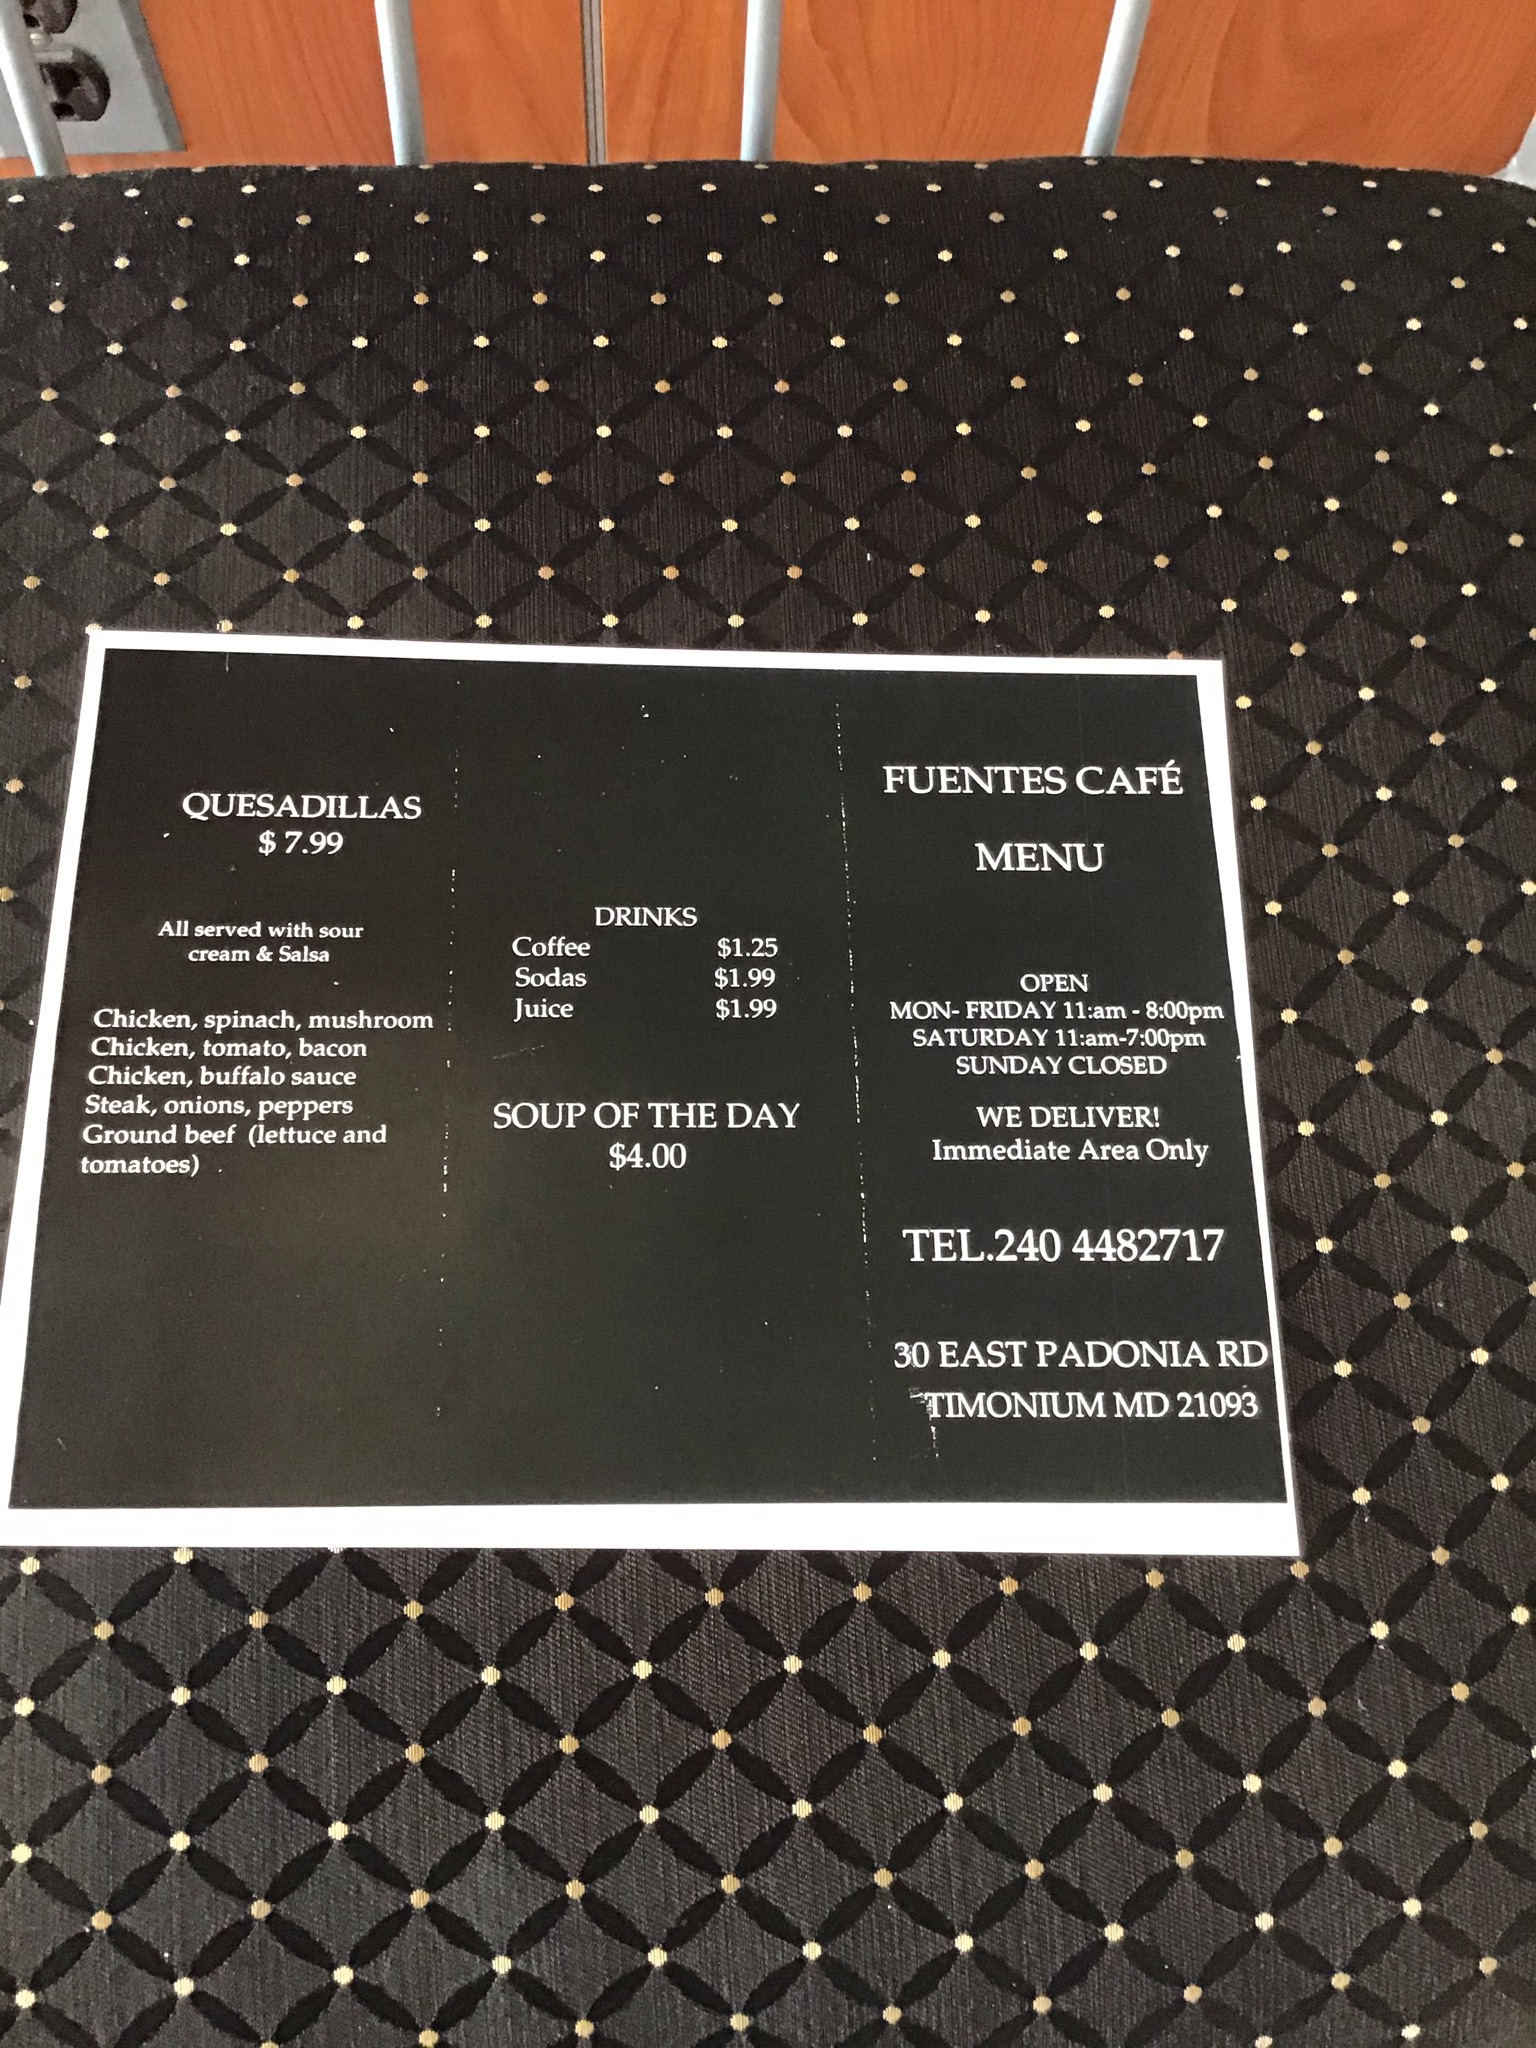 QUESADILLAS
$ 7.99
All served with sour
cream & Salsa
Chicken, spinach, mushroom
Chicken, tomato, bacon
Chicken, buffalo sauce
Steak, onions, peppers
Ground beef (lettuce and
tomatoes)
DRINKS
Coffee $1.25
Sodas $1.99
Juice $1.99
SOUP OF THE DAY
$4.00
FUENTES CAFÉ
MENU
OPEN
MON- FRIDAY 11:am - 8:00pm
SATURDAY 11:am-7:00pm
SUNDAY CLOSED
WE DELIVER!
Immediate Area Only
TEL.240 4482717
30 EAST PADONIA RD
TIMONIUM MD 21093